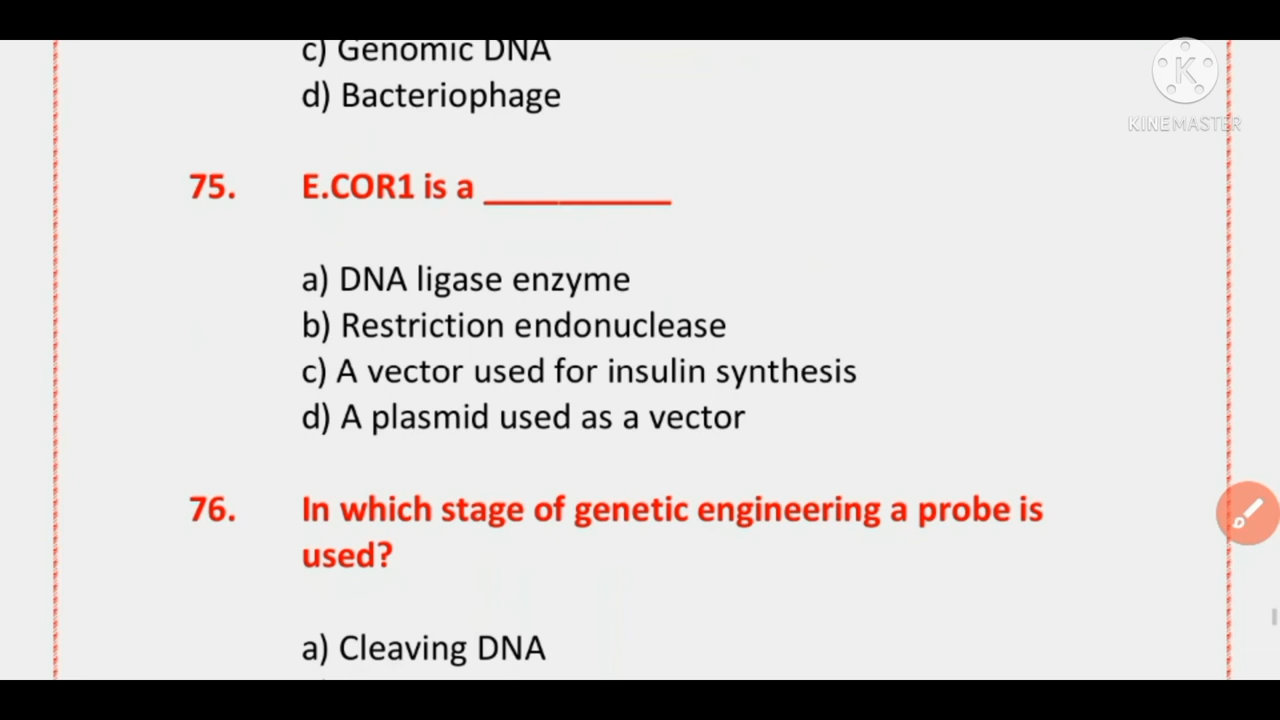 c) Genomic DNA
d) Bacteriophage
K
KINEMASTER
75. E.COR1 is a __________
a) DNA ligase enzyme
b) Restriction endonuclease
c) A vector used for insulin synthesis
d) A plasmid used as a vector
76. In which stage of genetic engineering a probe is
used?
a) Cleaving DNA